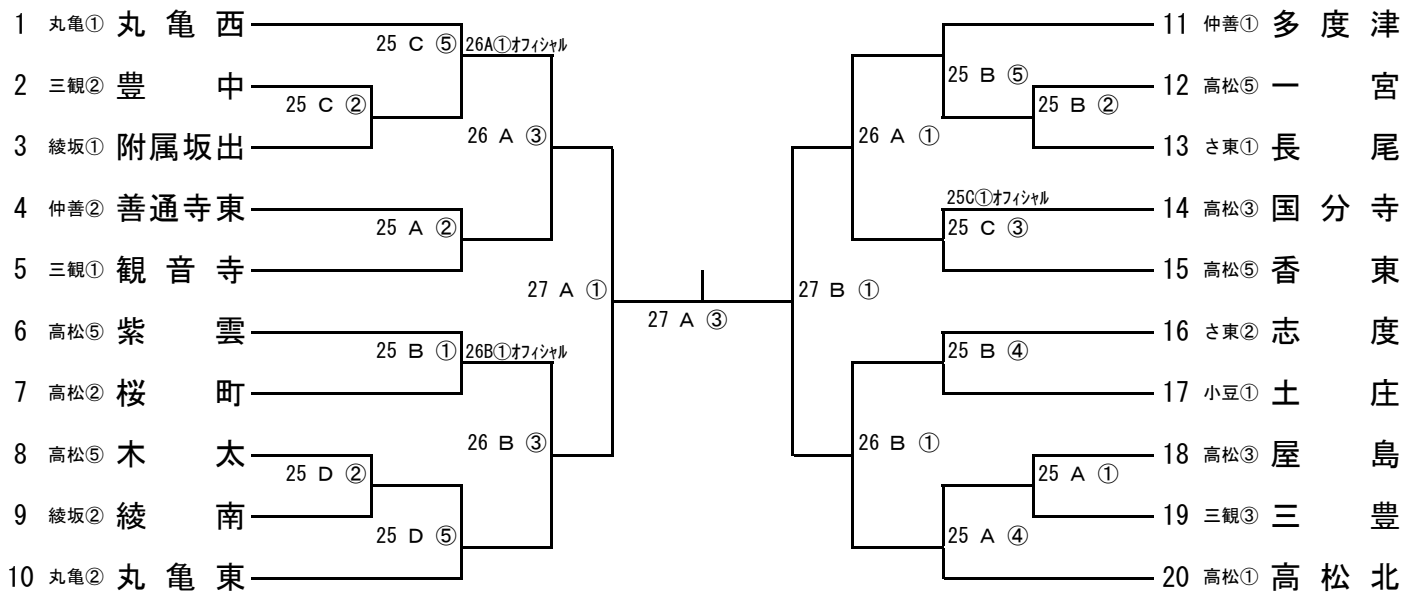 1 丸亀① 丸亀西
2 三観② 豊中
3 綾坂① 附属坂出
4 仲善② 善通寺東
5 三観① 観音寺
6 高松⑤ 紫雲
7 高松② 桜町
8 高松⑤ 木太
9 綾坂② 綾南
10 丸亀② 丸亀東
25 C ⑤
26A①オフィシャル
25 C ②
26 A ③
25 A ②
27 A ①
25 B ①
26B①オフィシャル
26 B ③
25 D ②
25 D ⑤
27 A ③
25 B ⑤
25 B ②
26 A ①
25C①オフィシャル
25 C ③
27 B ①
25 B ④
26 B ①
25 A ①
25 A ④
11 仲善① 多度津
12 高松⑤ 一宮
13 さ東① 長尾
14 高松③ 国分寺
15 高松⑤ 香東
16 さ東② 志度
17 小豆① 土庄
18 高松③ 屋島
19 三観③ 三豊
20 高松① 高松北